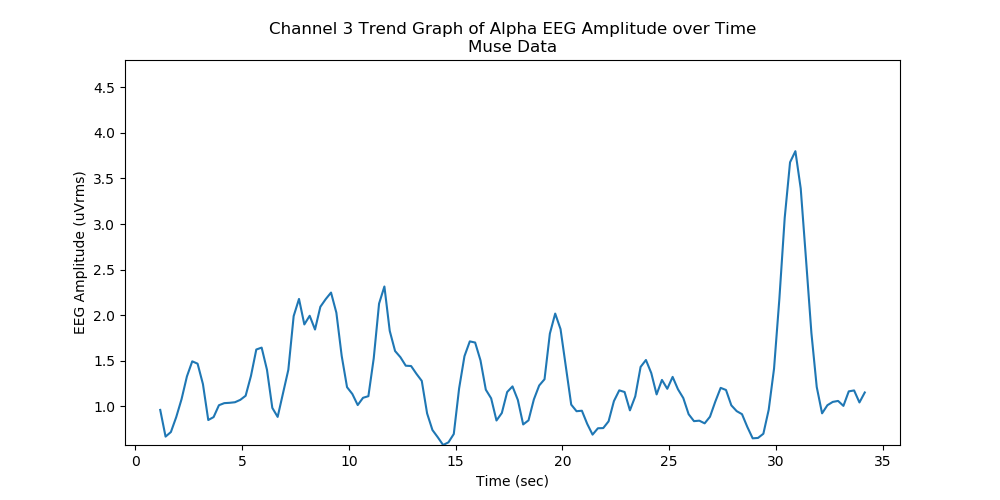 Channel 3 Trend Graph of Alpha EEG Amplitude over Time
Muse Data
4.5
4.0
3.5
3.0
2.5
2.0
1.5
1.0
EEG Amplitude (uVrms)
0 5 10 15 20 25 30 35
Time (sec)